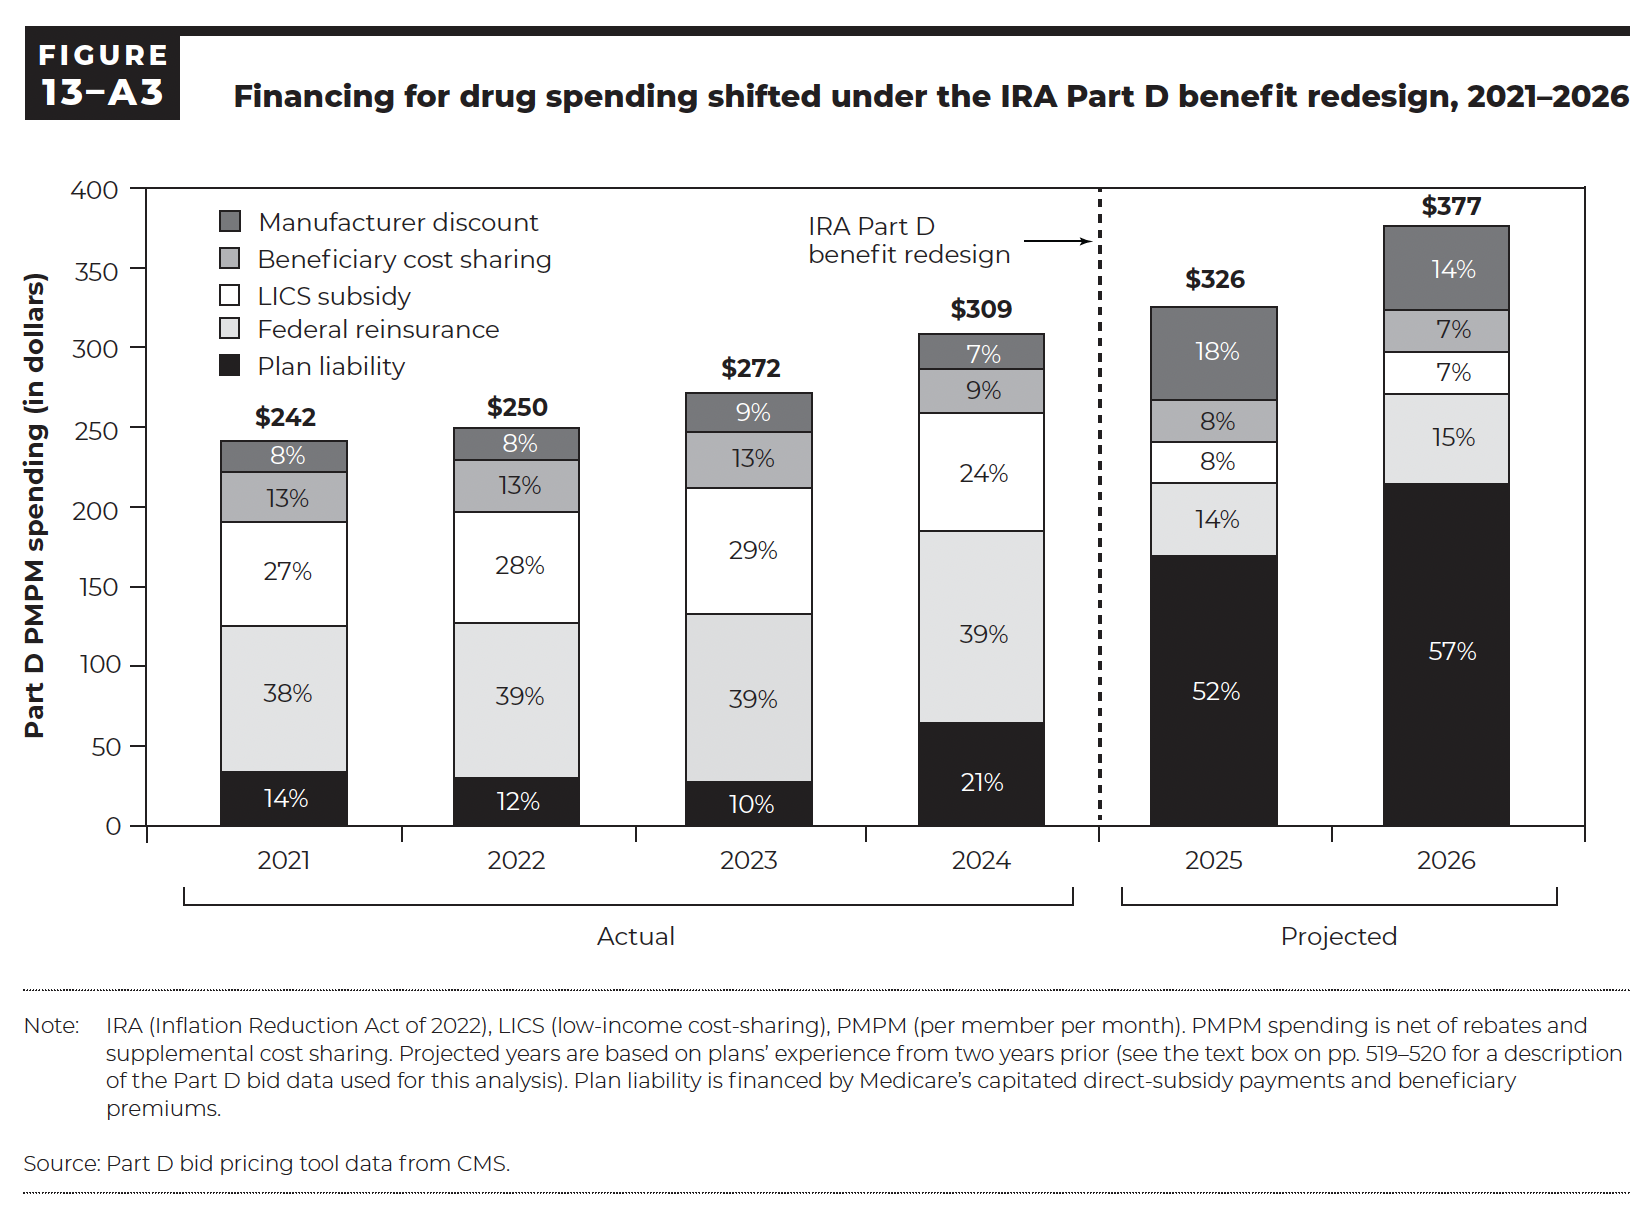 FIGURE
13–A3
Financing for drug spending shifted under the IRA Part D benefit redesign, 2021–2026
Part D PMPM spending (in dollars)
400
350
300
250
200
150
100
50
0
Manufacturer discount
Beneficiary cost sharing
LICS subsidy
Federal reinsurance
Plan liability
IRA Part D
benefit redesign
$242
8%
13%
27%
38%
14%
$250
8%
13%
28%
39%
12%
$272
9%
13%
29%
39%
10%
$309
7%
9%
24%
39%
21%
$326
18%
8%
8%
14%
52%
$377
14%
7%
7%
15%
57%
2021
2022
2023
2024
2025
2026
Actual
Projected
Note: IRA (Inflation Reduction Act of 2022), LICS (low-income cost-sharing), PMPM (per member per month). PMPM spending is net of rebates and
supplemental cost sharing. Projected years are based on plans’ experience from two years prior (see the text box on pp. 519–520 for a description
of the Part D bid data used for this analysis). Plan liability is financed by Medicare’s capitated direct-subsidy payments and beneficiary
premiums.
Source: Part D bid pricing tool data from CMS.